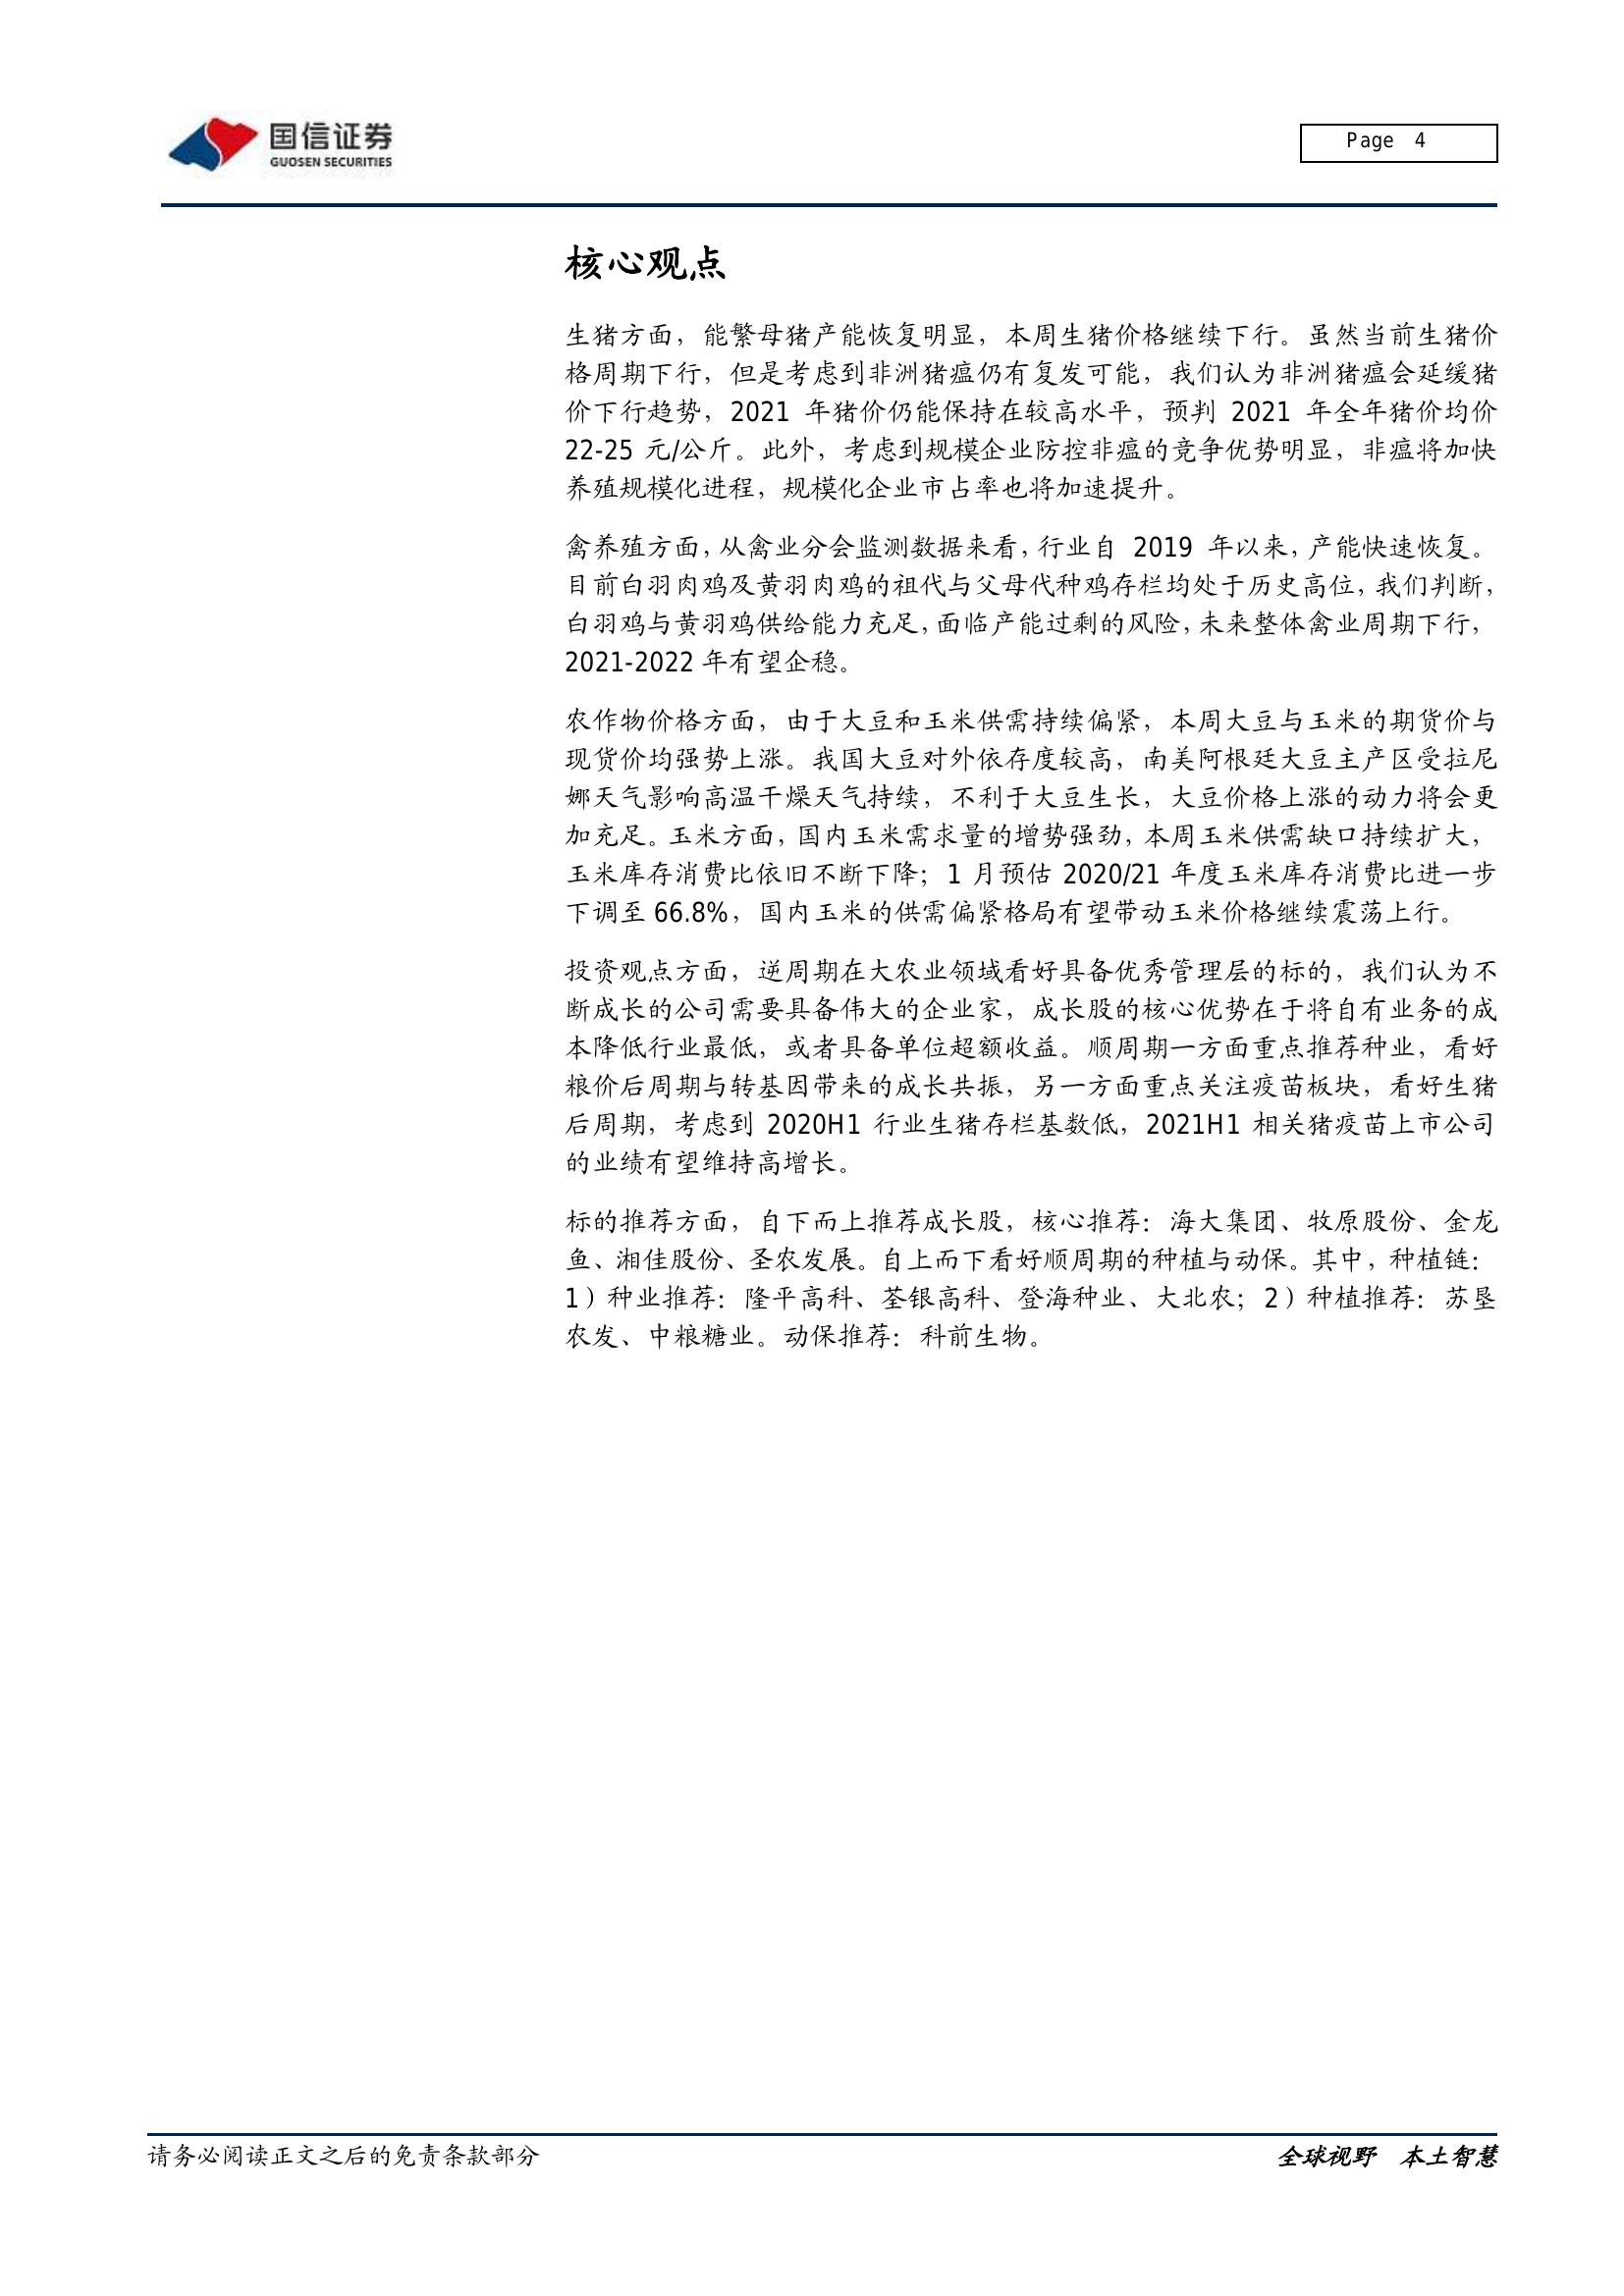 国信证券
GUOSEN SECURITIES
Page 4
核心观点
生猪方面，能繁母猪产能恢复明显，本周生猪价格继续下行。虽然当前生猪价
格周期下行，但是考虑到非洲猪瘟仍有复发可能，我们认为非洲猪瘟会延缓猪
价下行趋势，2021 年猪价仍能保持在较高水平，预判 2021 年全年猪价均价
22-25 元/公斤。此外，考虑到规模企业防控非瘟的竞争优势明显，非瘟将加快
养殖规模化进程，规模化企业市占率也将加速提升。
禽养殖方面，从禽业分会监测数据来看，行业自 2019 年以来，产能快速恢复。
目前白羽肉鸡及黄羽肉鸡的祖代与父母代种鸡存栏均处于历史高位，我们判断，
白羽鸡与黄羽鸡供给能力充足，面临产能过剩的风险，未来整体禽业周期下行，
2021-2022 年有望企稳。
农作物价格方面，由于大豆和玉米供需持续偏紧，本周大豆与玉米的期货价与
现货价均强势上涨。我国大豆对外依存度较高，南美阿根廷大豆主产区受拉尼
娜天气影响高温干燥天气持续，不利于大豆生长，大豆价格上涨的动力将会更
加充足。玉米方面，国内玉米需求量的增势强劲，本周玉米供需缺口持续扩大，
玉米库存消费比依旧不断下降；1 月预估 2020/21 年度玉米库存消费比进一步
下调至 66.8%，国内玉米的供需偏紧格局有望带动玉米价格继续震荡上行。
投资观点方面，逆周期在大农业领域看好具备优秀管理层的标的，我们认为不
断成长的公司需要具备伟大的企业家，成长股的核心优势在于将自有业务的成
本降低行业最低，或者具备单位超额收益。顺周期一方面重点推荐种业，看好
粮价后周期与转基因带来的成长共振，另一方面重点关注疫苗板块，看好生猪
后周期，考虑到 2020H1 行业生猪存栏基数低，2021H1 相关猪疫苗上市公司
的业绩有望维持高增长。
标的推荐方面，自下而上推荐成长股，核心推荐：海大集团、牧原股份、金龙
鱼、湘佳股份、圣农发展。自上而下看好顺周期的种植与动保。其中，种植链：
1）种业推荐：隆平高科、荃银高科、登海种业、大北农；2）种植推荐：苏垦
农发、中粮糖业。动保推荐：科前生物。
请务必阅读正文之后的免责条款部分
全球视野 本土智慧